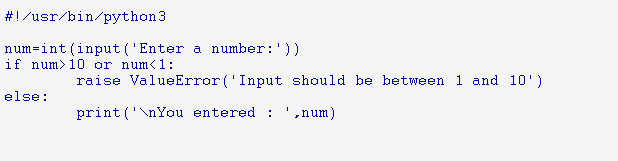 #!/usr/bin/python3
num=int(input('Enter a number:'))
if num>10 or num<1:
        raise ValueError('Input should be between 1 and 10')
else:
        print('\nYou entered : ',num)